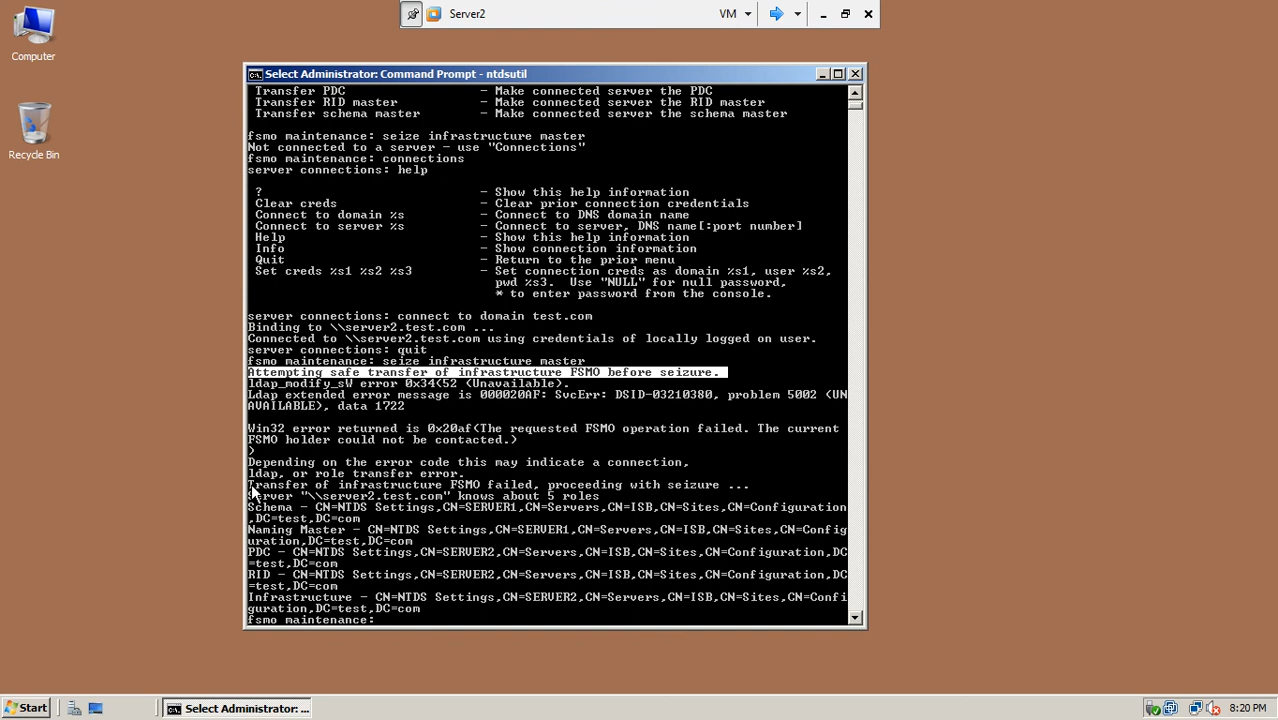 Server2
VM
Computer
Recycle Bin
Select Administrator: Command Prompt - ntdsutil
Transfer PDC - Make connected server the PDC
Transfer RID master - Make connected server the RID master
Transfer schema master - Make connected server the schema master
fsmo maintenance: seize infrastructure master
Not connected to a server - use "Connections"
fsmo maintenance: connections
server connections: help
? - Show this help information
Clear creds - Clear prior connection credentials
Connect to domain %s - Connect to DNS domain name
Connect to server %s - Connect to server, DNS name[:port number]
Help - Show this help information
Info - Show connection information
Quit - Return to the prior menu
Set creds %s1 %s2 %s3 - Set connection creds as domain %s1, user %s2,
pwd %s3. Use "NULL" for null password,
* to enter password from the console.
server connections: connect to domain test.com
Binding to \\server2.test.com ...
Connected to \\server2.test.com using credentials of locally logged on user.
server connections: quit
fsmo maintenance: seize infrastructure master
Attempting safe transfer of infrastructure FSMO before seizure.
ldap_modify_sW error 0x34(52 (Unavailable).
Ldap extended error message is 000020AF: SvcErr: DSID-03210380, problem 5002 (UN
AVAILABLE), data 1722
Win32 error returned is 0x20af(The requested FSMO operation failed. The current
FSMO holder could not be contacted.)
)
Depending on the error code this may indicate a connection,
ldap, or role transfer error.
Transfer of infrastructure FSMO failed, proceeding with seizure ...
Server "\\server2.test.com" knows about 5 roles
Schema - CN=NTDS Settings,CN=SERVER1,CN=Servers,CN=ISB,CN=Sites,CN=Configuration
,DC=test,DC=com
Naming Master - CN=NTDS Settings,CN=SERVER1,CN=Servers,CN=ISB,CN=Sites,CN=Config
uration,DC=test,DC=com
PDC - CN=NTDS Settings,CN=SERVER2,CN=Servers,CN=ISB,CN=Sites,CN=Configuration,DC
=test,DC=com
RID - CN=NTDS Settings,CN=SERVER2,CN=Servers,CN=ISB,CN=Sites,CN=Configuration,DC
=test,DC=com
Infrastructure - CN=NTDS Settings,CN=SERVER2,CN=Servers,CN=ISB,CN=Sites,CN=Confi
guration,DC=test,DC=com
fsmo maintenance:
Start
Select Administrator: ...
8:20 PM